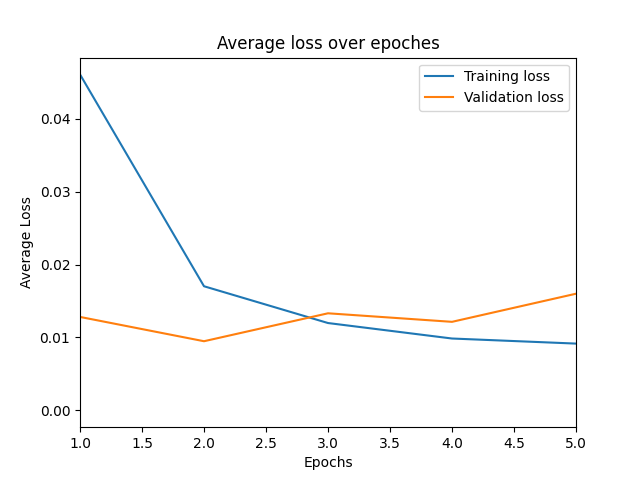 Average loss over epoches
Training loss
Validation loss
Average Loss
0.04
0.03
0.02
0.01
0.00
1.0 1.5 2.0 2.5 3.0 3.5 4.0 4.5 5.0
Epochs